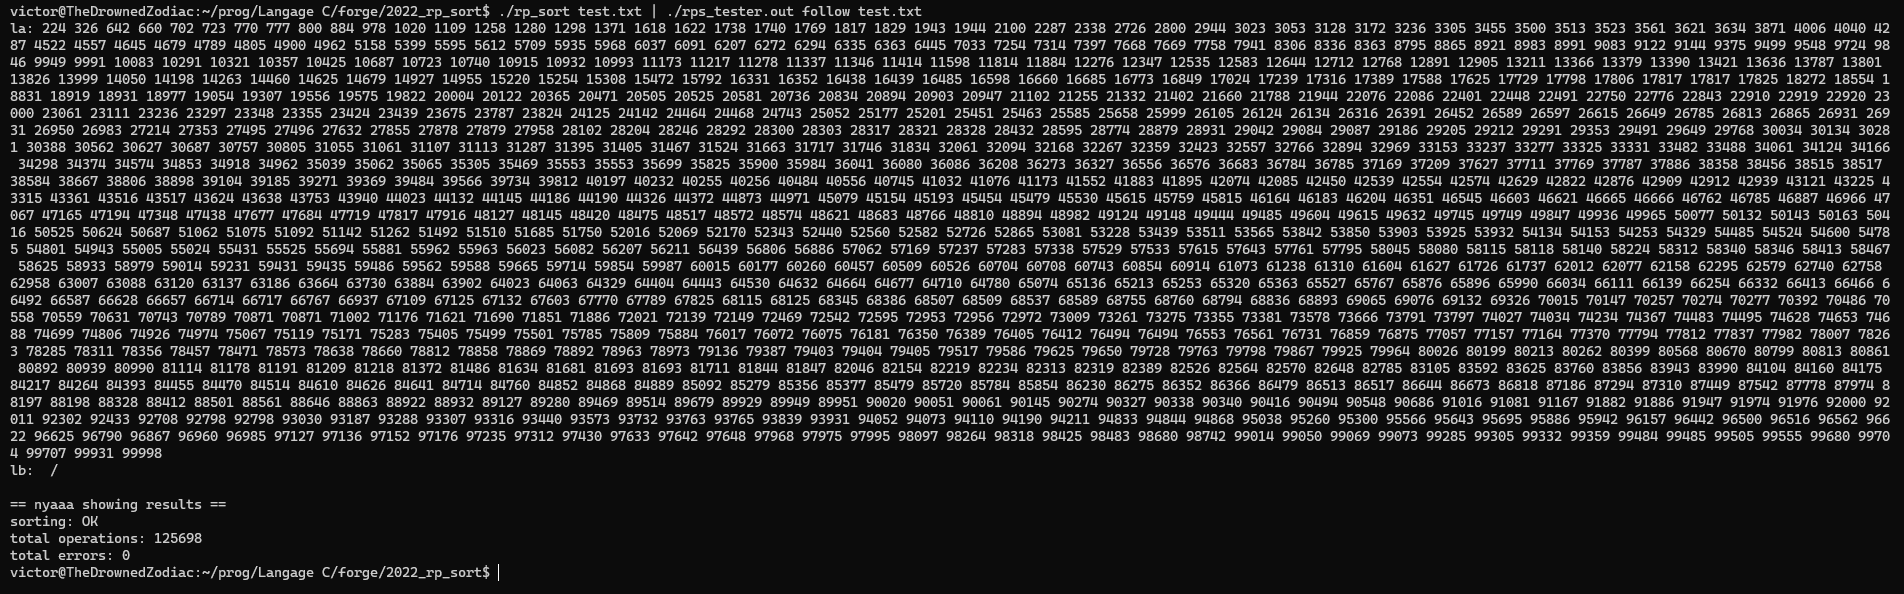 victor@TheDrownedZodiac:~/prog/Langage C/forge/2022_rp_sort$ ./rp_sort test.txt | ./rps_tester.out follow test.txt
la: 224 326 642 660 702 723 770 777 800 884 978 1020 1109 1258 1280 1298 1371 1618 1622 1738 1740 1769 1817 1829 1943 1944 2100 2287 2338 2726 2800 2944 3023 3053 3128 3172 3236 3305 3455 3500 3513 3523 3561 3621 3634 3871 4006 4040 42
87 4522 4557 4645 4679 4789 4805 4900 4962 5158 5399 5595 5612 5709 5935 5968 6037 6091 6207 6272 6294 6335 6363 6445 7033 7254 7314 7397 7668 7669 7758 7941 8306 8336 8363 8795 8865 8921 8983 8991 9083 9122 9144 9375 9499 9548 9724 98
46 9949 9991 10083 10291 10321 10357 10425 10687 10723 10740 10915 10932 10993 11173 11217 11278 11337 11346 11414 11598 11814 11884 12276 12347 12535 12583 12644 12712 12768 12891 12905 13211 13366 13379 13390 13421 13636 13787 13801
13826 13999 14050 14198 14263 14460 14625 14679 14927 14955 15220 15254 15308 15472 15792 16331 16352 16438 16439 16485 16598 16660 16685 16773 16849 17024 17239 17316 17389 17588 17625 17729 17798 17806 17817 17817 17825 18272 18554 1
8831 18919 18931 18977 19054 19307 19556 19575 19822 20004 20122 20365 20471 20505 20525 20581 20736 20834 20894 20903 20947 21102 21255 21332 21402 21660 21788 21944 22076 22086 22401 22448 22491 22750 22776 22843 22910 22919 22920 23
000 23061 23111 23236 23297 23348 23355 23424 23439 23675 23787 23824 24125 24142 24464 24468 24743 25052 25177 25201 25451 25463 25585 25658 25999 26105 26124 26134 26316 26391 26452 26589 26597 26615 26649 26785 26813 26865 26931 269
31 26950 26983 27214 27353 27495 27496 27632 27855 27878 27879 27958 28102 28204 28246 28292 28300 28303 28317 28321 28328 28432 28595 28774 28879 28931 29042 29084 29087 29186 29205 29212 29291 29353 29491 29649 29768 30034 30134 3028
1 30388 30562 30627 30687 30757 30805 31055 31061 31107 31113 31287 31395 31405 31467 31524 31663 31717 31746 31834 32061 32094 32168 32267 32359 32423 32557 32766 32894 32969 33153 33237 33277 33325 33331 33482 33488 34061 34124 34166
34298 34374 34574 34853 34918 34962 35039 35062 35065 35305 35469 35553 35553 35699 35825 35900 35984 36041 36080 36086 36208 36273 36327 36556 36576 36683 36784 36785 37169 37209 37627 37711 37769 37787 37886 38358 38456 38515 38517
38584 38667 38806 38898 39104 39185 39271 39369 39484 39566 39734 39812 40197 40232 40255 40256 40484 40556 40745 41032 41076 41173 41552 41883 41895 42074 42085 42450 42539 42554 42574 42629 42822 42876 42909 42912 42939 43121 43225 4
3315 43361 43516 43517 43624 43638 43753 43940 44023 44132 44145 44186 44190 44326 44372 44873 44971 45079 45154 45193 45454 45479 45530 45615 45759 45815 46164 46183 46204 46351 46545 46603 46621 46665 46666 46762 46785 46887 46966 47
067 47165 47194 47348 47438 47677 47684 47719 47817 47916 48127 48145 48420 48475 48517 48572 48574 48621 48683 48766 48810 48894 48982 49124 49148 49444 49485 49604 49615 49632 49745 49749 49847 49936 49965 50077 50132 50143 50163 504
16 50525 50624 50687 51062 51075 51092 51142 51262 51492 51510 51685 51750 52016 52069 52170 52343 52440 52560 52582 52726 52865 53081 53228 53439 53511 53565 53842 53850 53903 53925 53932 54134 54153 54253 54329 54485 54524 54600 5478
5 54801 54943 55005 55024 55431 55525 55694 55881 55962 55963 56023 56082 56207 56211 56439 56806 56886 57062 57169 57237 57283 57338 57529 57533 57615 57643 57761 57795 58045 58080 58115 58118 58140 58224 58312 58340 58346 58413 58467
58625 58933 58979 59014 59231 59431 59435 59486 59562 59588 59665 59714 59854 59987 60015 60177 60260 60457 60509 60526 60704 60708 60743 60854 60914 61073 61238 61310 61604 61627 61726 61737 62012 62077 62158 62295 62579 62740 62758
62958 63007 63088 63120 63137 63186 63664 63730 63884 63902 64023 64063 64329 64404 64443 64530 64632 64664 64677 64710 64780 65074 65136 65213 65253 65320 65363 65527 65767 65876 65896 65990 66034 66111 66139 66254 66332 66413 66466 6
6492 66587 66628 66657 66714 66717 66767 66937 67109 67125 67132 67603 67770 67789 67825 68115 68125 68345 68386 68507 68509 68537 68589 68755 68760 68794 68836 68893 69065 69076 69132 69326 70015 70147 70257 70274 70277 70392 70486 70
558 70559 70631 70743 70789 70871 70871 71002 71176 71621 71690 71851 71886 72021 72139 72149 72469 72542 72595 72953 72956 72972 73009 73261 73275 73355 73381 73578 73666 73791 73797 74027 74034 74234 74367 74483 74495 74628 74653 746
88 74699 74806 74926 74974 75067 75119 75171 75283 75405 75499 75501 75785 75809 75884 76017 76072 76075 76181 76350 76389 76405 76412 76494 76494 76553 76561 76731 76859 76875 77057 77157 77164 77370 77794 77812 77837 77982 78007 7826
3 78285 78311 78356 78457 78471 78573 78638 78660 78812 78858 78869 78892 78963 78973 79136 79387 79403 79404 79405 79517 79586 79625 79650 79728 79763 79798 79867 79925 79964 80026 80199 80213 80262 80399 80568 80670 80799 80813 80861
80892 80939 80990 81114 81178 81191 81209 81218 81372 81486 81634 81681 81693 81693 81711 81844 81847 82046 82154 82219 82234 82313 82319 82389 82526 82564 82570 82648 82785 83105 83592 83625 83760 83856 83943 83990 84104 84160 84175
84217 84264 84393 84455 84470 84514 84610 84626 84641 84714 84760 84852 84868 84889 85092 85279 85356 85377 85479 85720 85784 85854 86230 86275 86352 86366 86479 86513 86517 86644 86673 86818 87186 87294 87310 87449 87542 87778 87974 8
8197 88198 88328 88412 88501 88561 88646 88863 88922 88932 89127 89280 89469 89514 89679 89929 89949 89951 90020 90051 90061 90145 90274 90327 90338 90340 90416 90494 90548 90686 91016 91081 91167 91882 91886 91947 91974 91976 92000 92
011 92302 92433 92708 92798 92798 93030 93187 93288 93307 93316 93440 93573 93732 93763 93765 93839 93931 94052 94073 94110 94190 94211 94833 94844 94868 95038 95260 95300 95566 95643 95695 95886 95942 96157 96442 96500 96516 96562 966
22 96625 96790 96867 96960 96985 97127 97136 97152 97176 97235 97312 97430 97633 97642 97648 97968 97975 97995 98097 98264 98318 98425 98483 98680 98742 99014 99050 99069 99073 99285 99305 99332 99359 99484 99485 99505 99555 99680 9970
4 99707 99931 99998
lb:  /
== nyaaa showing results ==
sorting: OK
total operations: 125698
total errors: 0
victor@TheDrownedZodiac:~/prog/Langage C/forge/2022_rp_sort$